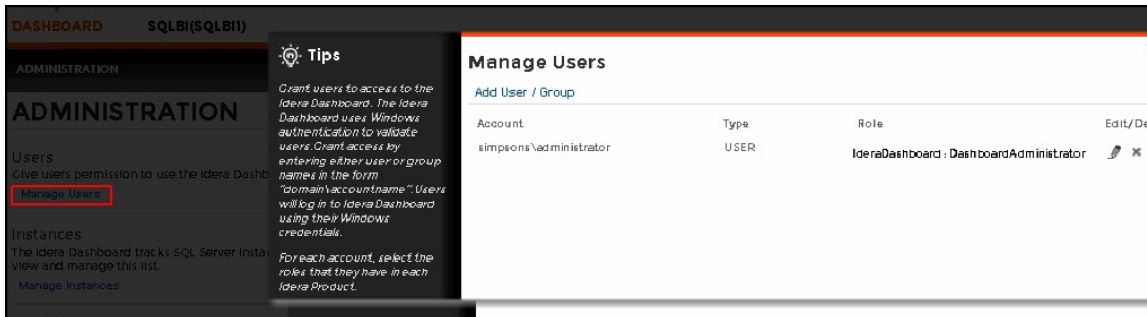 DASHBOARD SQLBI(SQLBI1)
ADMINISTRATION
ADMINISTRATION
Users
Give users permission to use the Idera Dashb
Manage Users
Instances
The Idera Dashboard tracks SQL Server Insta
view and manage this list.
Manage Instances
Tips
Grant users to access to the
Idera Dashboard. The Idera
Dashboard uses Windows
authentication to validate
users.Grant access by
entering either user or group
names in the form
"domain\accountname".Users
will log in to Idera Dashboard
using their Windows
credentials.
For each account, select the
roles that they have in each
Idera Product.
Manage Users
Add User / Group
Account Type Role Edit/De
simpsons\administrator USER IderaDashboard : DashboardAdministrator